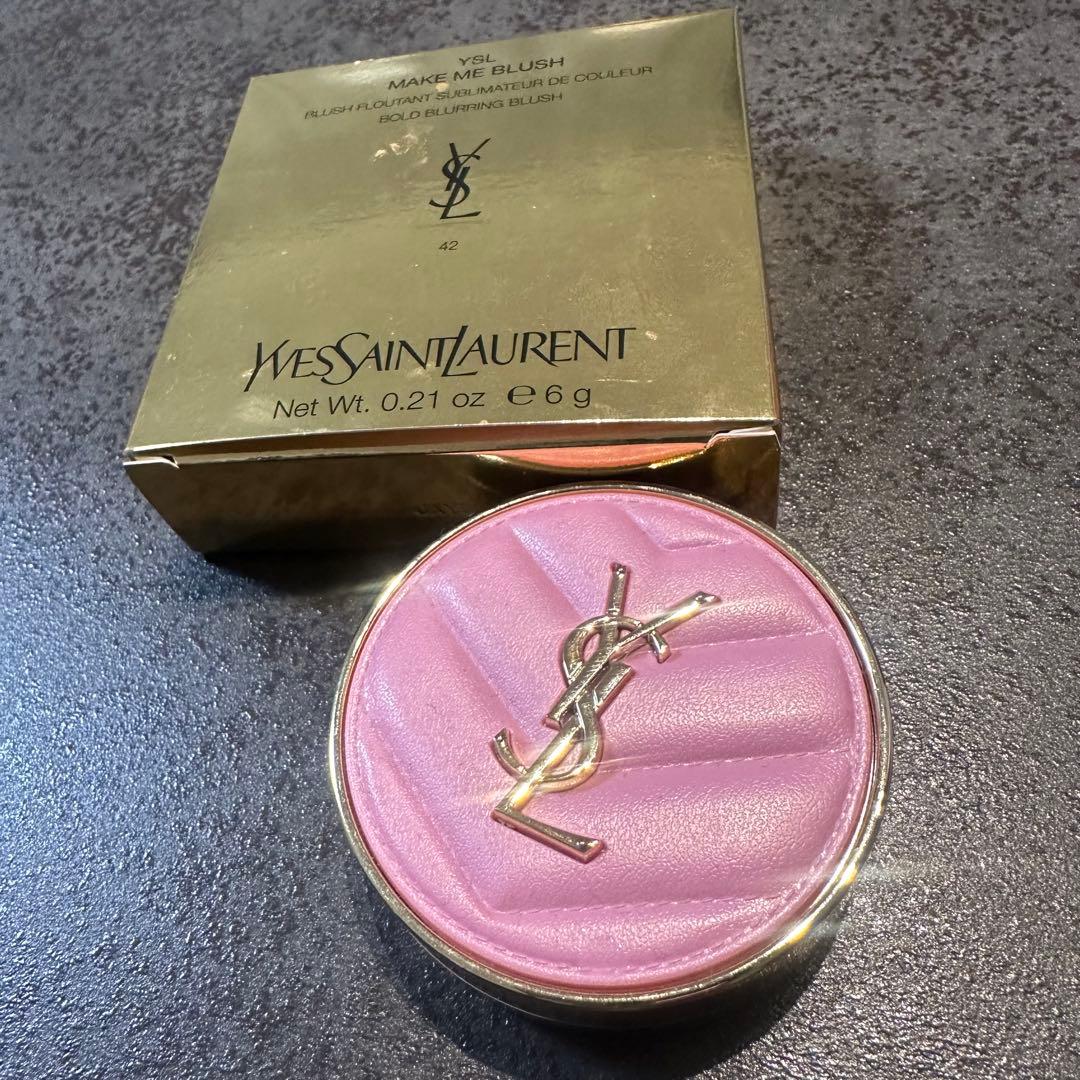 YSL
MAKE ME BLUSH
BLUSH FLOUTANT SUBLIMATEUR DE COULEUR
BOLD BLURRING BLUSH
YSL
42
YVESSAINTLAURENT
Net Wt. 0.21 oz ℮ 6 g
YSL